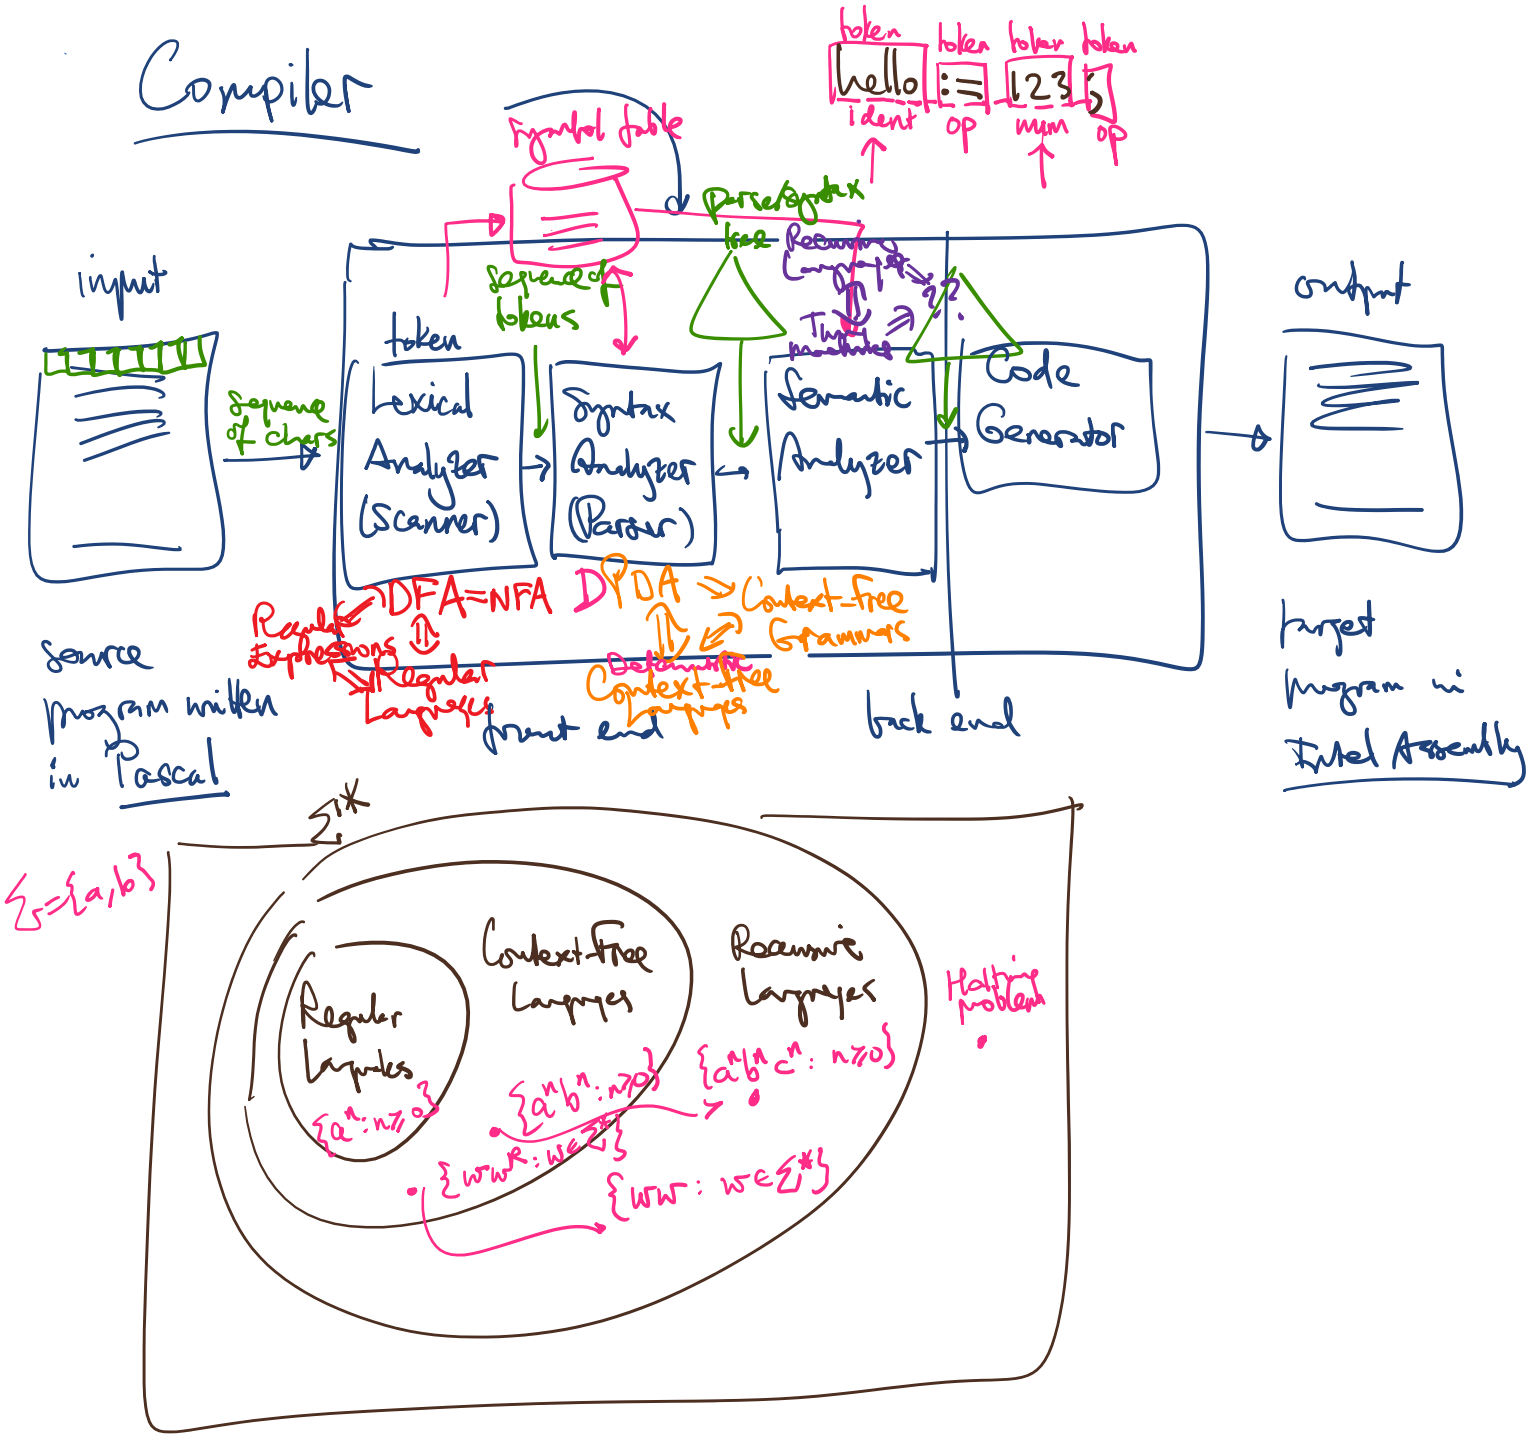 Compiler
token token token token
hello := 123 ;
ident op num op
Symbol table
Parse/Syntax
tree
Recursive
Languages
??
Turing
machines
Sequence of
tokens
input
output
Sequence
of chars
token
Lexical
Analyzer
(Scanner)
Syntax
Analyzer
(Parser)
Semantic
Analyzer
Code
Generator
DFA=NFA
Regular
Expressions
Regular
Languages
DPDA
Context-Free
Grammars
Context-Free
Languages
front end
back end
source
program written
in Pascal
target
program in
Intel Assembly
Σ*
Σ={a,b}
Regular
Languages
{aⁿ: n≥0}
Context-Free
Languages
{aⁿbⁿ: n≥0}
{wwᴿ: w∈Σ*}
Recursive
Languages
{aⁿbⁿcⁿ: n≥0}
{ww: w∈Σ*}
Halting
problem